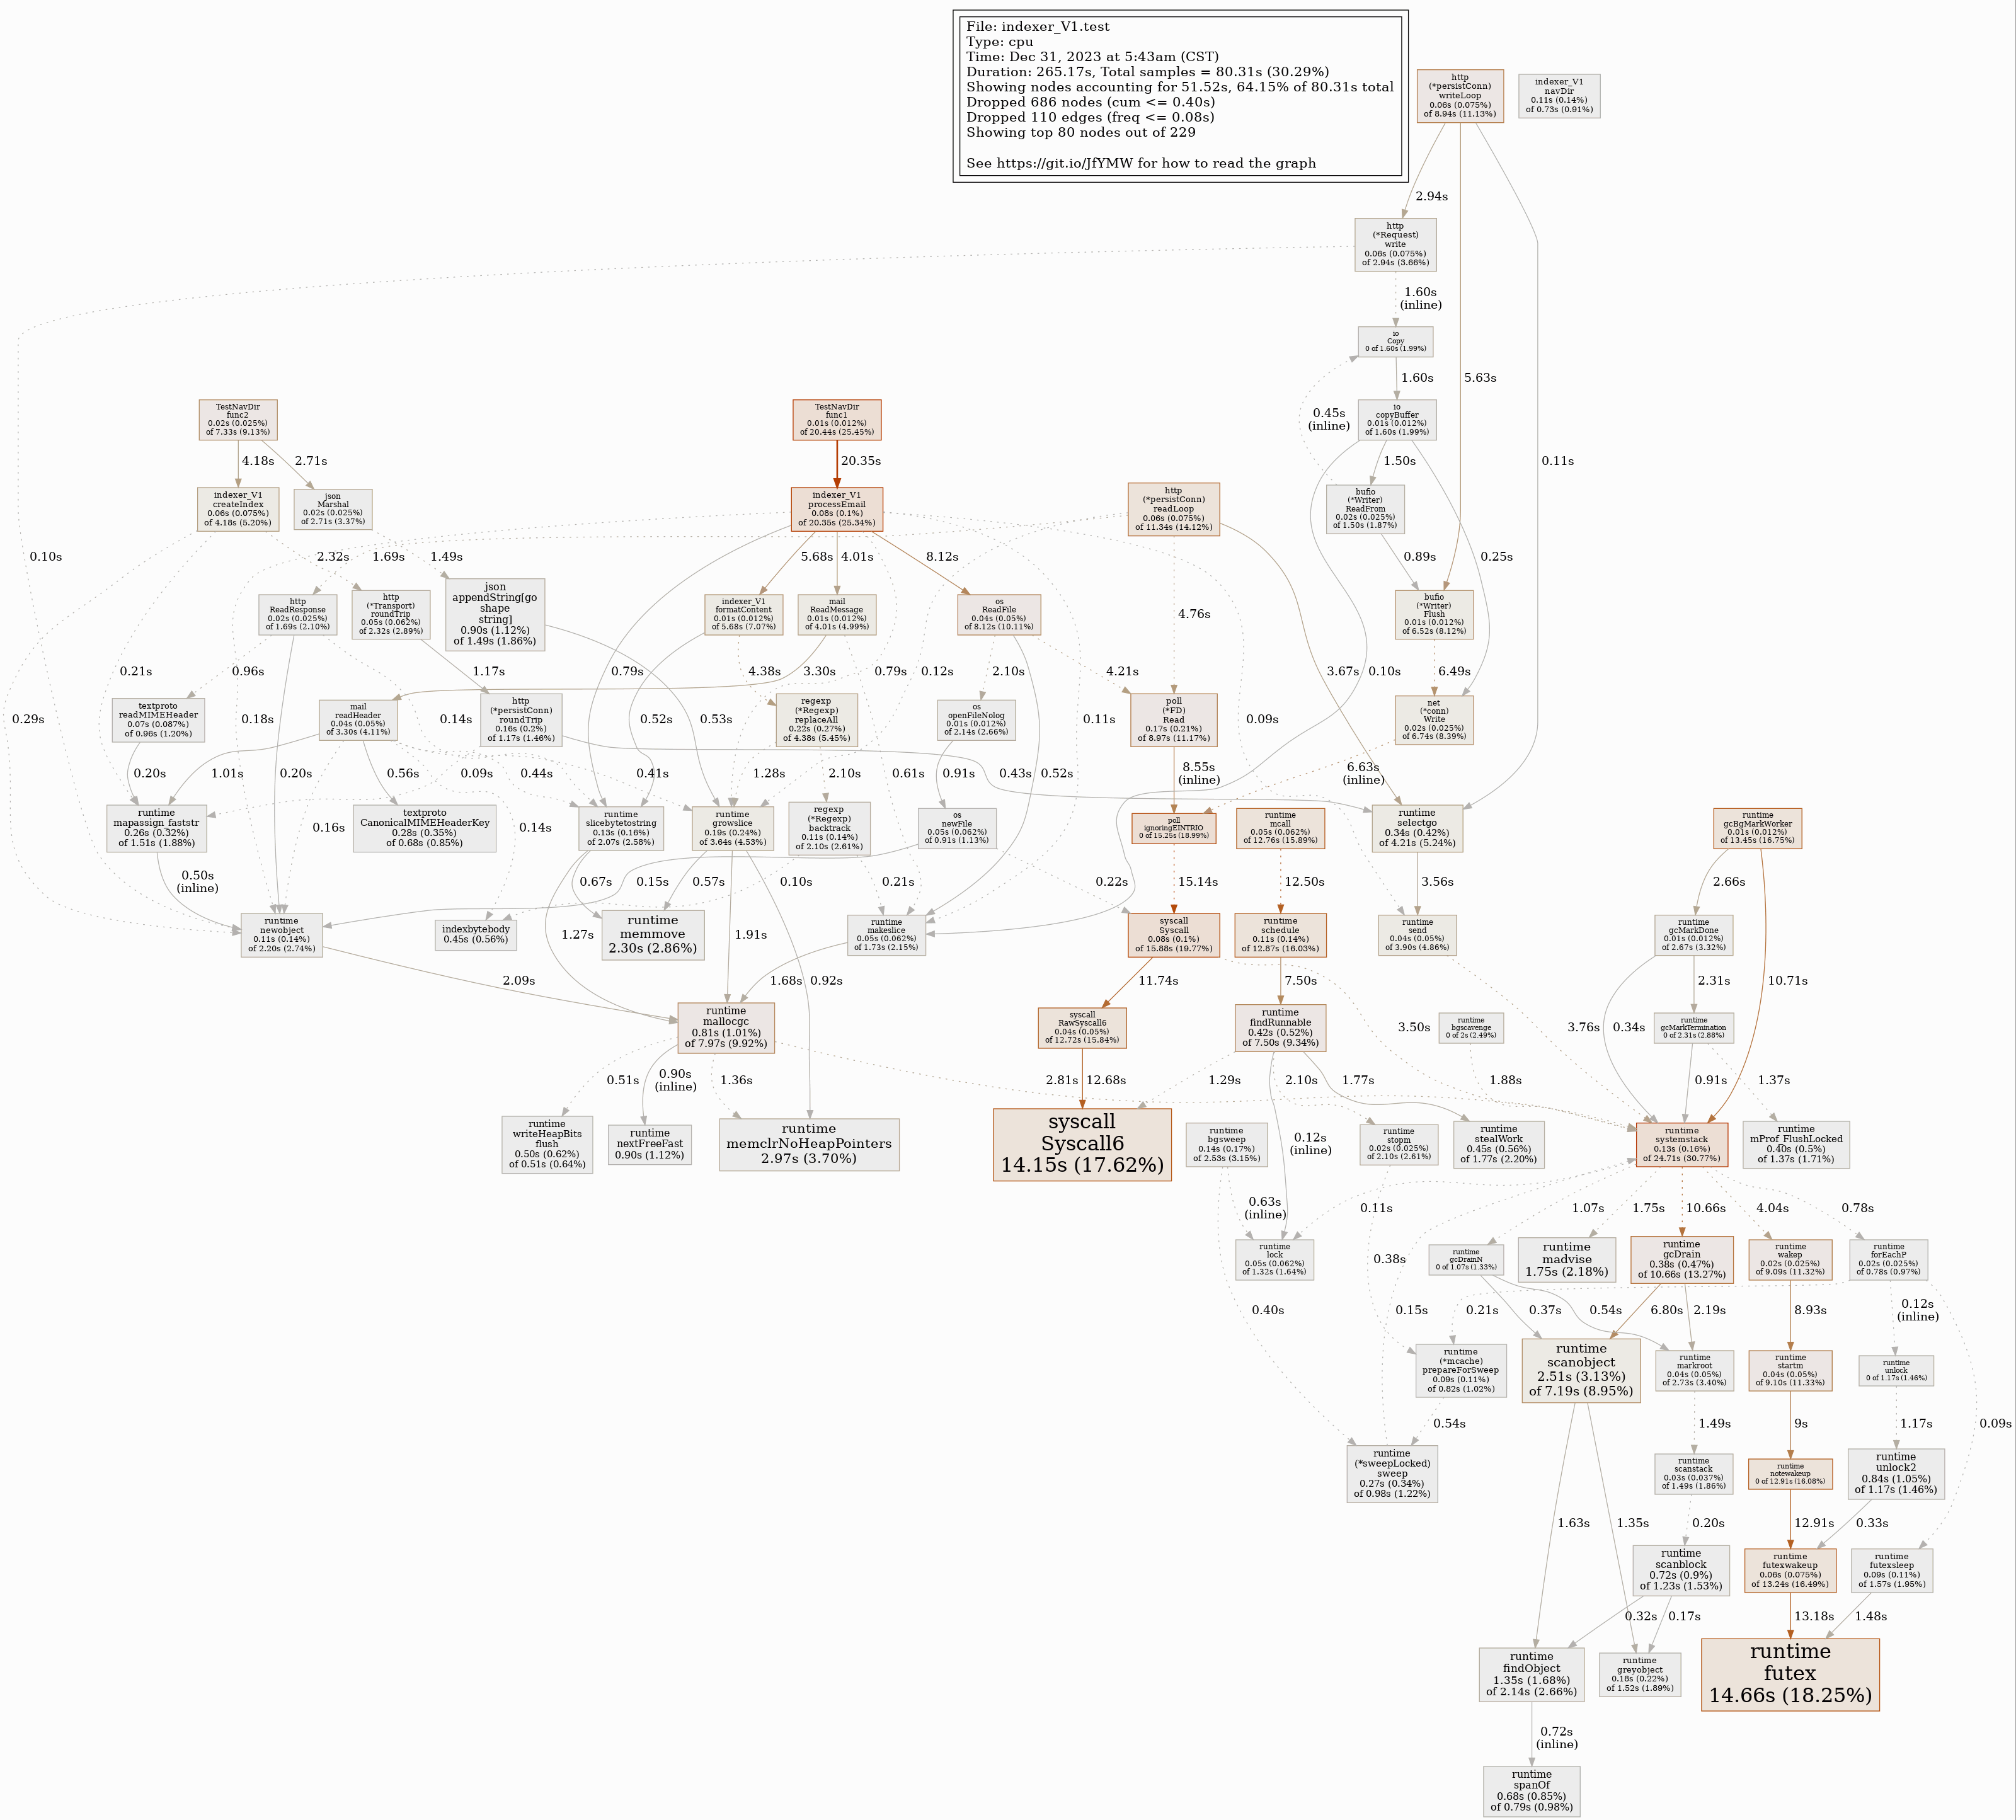 File: indexer_V1.test
Type: cpu
Time: Dec 31, 2023 at 5:43am (CST)
Duration: 265.17s, Total samples = 80.31s (30.29%)
Showing nodes accounting for 51.52s, 64.15% of 80.31s total
Dropped 686 nodes (cum <= 0.40s)
Dropped 110 edges (freq <= 0.08s)
Showing top 80 nodes out of 229
See https://git.io/JfYMW for how to read the graph
http
(*persistConn)
writeLoop
0.06s (0.075%)
of 8.94s (11.13%)
indexer_V1
navDir
0.11s (0.14%)
of 0.73s (0.91%)
2.94s
http
(*Request)
write
0.06s (0.075%)
of 2.94s (3.66%)
1.60s
(inline)
io
Copy
0 of 1.60s (1.99%)
1.60s
5.63s
0.11s
0.45s
(inline)
io
copyBuffer
0.01s (0.012%)
of 1.60s (1.99%)
1.50s
TestNavDir
func2
0.02s (0.025%)
of 7.33s (9.13%)
TestNavDir
func1
0.01s (0.012%)
of 20.44s (25.45%)
4.18s
2.71s
20.35s
indexer_V1
createIndex
0.06s (0.075%)
of 4.18s (5.20%)
json
Marshal
0.02s (0.025%)
of 2.71s (3.37%)
indexer_V1
processEmail
0.08s (0.1%)
of 20.35s (25.34%)
http
(*persistConn)
readLoop
0.06s (0.075%)
of 11.34s (14.12%)
bufio
(*Writer)
ReadFrom
0.02s (0.025%)
of 1.50s (1.87%)
0.10s
2.32s
1.69s
1.49s
5.68s
4.01s
8.12s
0.89s
0.25s
http
ReadResponse
0.02s (0.025%)
of 1.69s (2.10%)
http
(*Transport)
roundTrip
0.05s (0.062%)
of 2.32s (2.89%)
json
appendString[go
shape
string]
0.90s (1.12%)
of 1.49s (1.86%)
indexer_V1
formatContent
0.01s (0.012%)
of 5.68s (7.07%)
mail
ReadMessage
0.01s (0.012%)
of 4.01s (4.99%)
os
ReadFile
0.04s (0.05%)
of 8.12s (10.11%)
4.76s
bufio
(*Writer)
Flush
0.01s (0.012%)
of 6.52s (8.12%)
0.21s
0.96s
1.17s
0.79s
4.38s
3.30s
0.79s
0.12s
2.10s
4.21s
3.67s
0.10s
6.49s
textproto
readMIMEHeader
0.07s (0.087%)
of 0.96s (1.20%)
mail
readHeader
0.04s (0.05%)
of 3.30s (4.11%)
http
(*persistConn)
roundTrip
0.16s (0.2%)
of 1.17s (1.46%)
regexp
(*Regexp)
replaceAll
0.22s (0.27%)
of 4.38s (5.45%)
os
openFileNolog
0.01s (0.012%)
of 2.14s (2.66%)
poll
(*FD)
Read
0.17s (0.21%)
of 8.97s (11.17%)
net
(*conn)
Write
0.02s (0.025%)
of 6.74s (8.39%)
0.29s
0.18s
0.14s
0.52s
0.53s
0.11s
0.09s
0.20s
1.01s
0.20s
0.56s
0.09s
0.44s
0.41s
1.28s
2.10s
0.61s
0.91s
0.43s
0.52s
8.55s
(inline)
6.63s
(inline)
runtime
mapassign_faststr
0.26s (0.32%)
of 1.51s (1.88%)
textproto
CanonicalMIMEHeaderKey
0.28s (0.35%)
of 0.68s (0.85%)
runtime
slicebytetostring
0.13s (0.16%)
of 2.07s (2.58%)
runtime
growslice
0.19s (0.24%)
of 3.64s (4.53%)
regexp
(*Regexp)
backtrack
0.11s (0.14%)
of 2.10s (2.61%)
os
newFile
0.05s (0.062%)
of 0.91s (1.13%)
poll
ignoringEINTRIO
0 of 15.25s (18.99%)
runtime
mcall
0.05s (0.062%)
of 12.76s (15.89%)
runtime
selectgo
0.34s (0.42%)
of 4.21s (5.24%)
runtime
gcBgMarkWorker
0.01s (0.012%)
of 13.45s (16.75%)
0.50s
(inline)
0.16s
0.14s
0.67s
0.15s
0.57s
0.10s
0.21s
0.22s
15.14s
12.50s
3.56s
2.66s
runtime
newobject
0.11s (0.14%)
of 2.20s (2.74%)
indexbytebody
0.45s (0.56%)
runtime
memmove
2.30s (2.86%)
runtime
makeslice
0.05s (0.062%)
of 1.73s (2.15%)
syscall
Syscall
0.08s (0.1%)
of 15.88s (19.77%)
runtime
schedule
0.11s (0.14%)
of 12.87s (16.03%)
runtime
send
0.04s (0.05%)
of 3.90s (4.86%)
runtime
gcMarkDone
0.01s (0.012%)
of 2.67s (3.32%)
2.09s
1.27s
1.91s
1.68s
0.92s
11.74s
7.50s
2.31s
10.71s
runtime
mallocgc
0.81s (1.01%)
of 7.97s (9.92%)
syscall
RawSyscall6
0.04s (0.05%)
of 12.72s (15.84%)
runtime
findRunnable
0.42s (0.52%)
of 7.50s (9.34%)
3.50s
runtime
bgscavenge
0 of 2s (2.49%)
3.76s
0.34s
runtime
gcMarkTermination
0 of 2.31s (2.88%)
0.51s
0.90s
(inline)
1.36s
2.81s
12.68s
1.29s
2.10s
1.77s
1.88s
0.91s
1.37s
runtime
writeHeapBits
flush
0.50s (0.62%)
of 0.51s (0.64%)
runtime
nextFreeFast
0.90s (1.12%)
runtime
memclrNoHeapPointers
2.97s (3.70%)
syscall
Syscall6
14.15s (17.62%)
runtime
bgsweep
0.14s (0.17%)
of 2.53s (3.15%)
0.12s
(inline)
runtime
stopm
0.02s (0.025%)
of 2.10s (2.61%)
runtime
stealWork
0.45s (0.56%)
of 1.77s (2.20%)
runtime
systemstack
0.13s (0.16%)
of 24.71s (30.77%)
runtime
mProf_FlushLocked
0.40s (0.5%)
of 1.37s (1.71%)
0.63s
(inline)
0.11s
1.07s
1.75s
10.66s
4.04s
0.78s
runtime
lock
0.05s (0.062%)
of 1.32s (1.64%)
0.38s
runtime
gcDrainN
0 of 1.07s (1.33%)
runtime
madvise
1.75s (2.18%)
runtime
gcDrain
0.38s (0.47%)
of 10.66s (13.27%)
runtime
wakep
0.02s (0.025%)
of 9.09s (11.32%)
runtime
forEachP
0.02s (0.025%)
of 0.78s (0.97%)
0.40s
0.15s
0.21s
0.37s
0.54s
6.80s
2.19s
8.93s
0.12s
(inline)
runtime
(*mcache)
prepareForSweep
0.09s (0.11%)
of 0.82s (1.02%)
runtime
scanobject
2.51s (3.13%)
of 7.19s (8.95%)
runtime
markroot
0.04s (0.05%)
of 2.73s (3.40%)
runtime
startm
0.04s (0.05%)
of 9.10s (11.33%)
runtime
unlock
0 of 1.17s (1.46%)
0.54s
1.49s
9s
1.17s
0.09s
runtime
(*sweepLocked)
sweep
0.27s (0.34%)
of 0.98s (1.22%)
runtime
scanstack
0.03s (0.037%)
of 1.49s (1.86%)
runtime
notewakeup
0 of 12.91s (16.08%)
runtime
unlock2
0.84s (1.05%)
of 1.17s (1.46%)
1.63s
1.35s
0.20s
12.91s
0.33s
runtime
scanblock
0.72s (0.9%)
of 1.23s (1.53%)
runtime
futexwakeup
0.06s (0.075%)
of 13.24s (16.49%)
runtime
futexsleep
0.09s (0.11%)
of 1.57s (1.95%)
0.32s
0.17s
13.18s
1.48s
runtime
findObject
1.35s (1.68%)
of 2.14s (2.66%)
runtime
greyobject
0.18s (0.22%)
of 1.52s (1.89%)
runtime
futex
14.66s (18.25%)
0.72s
(inline)
runtime
spanOf
0.68s (0.85%)
of 0.79s (0.98%)